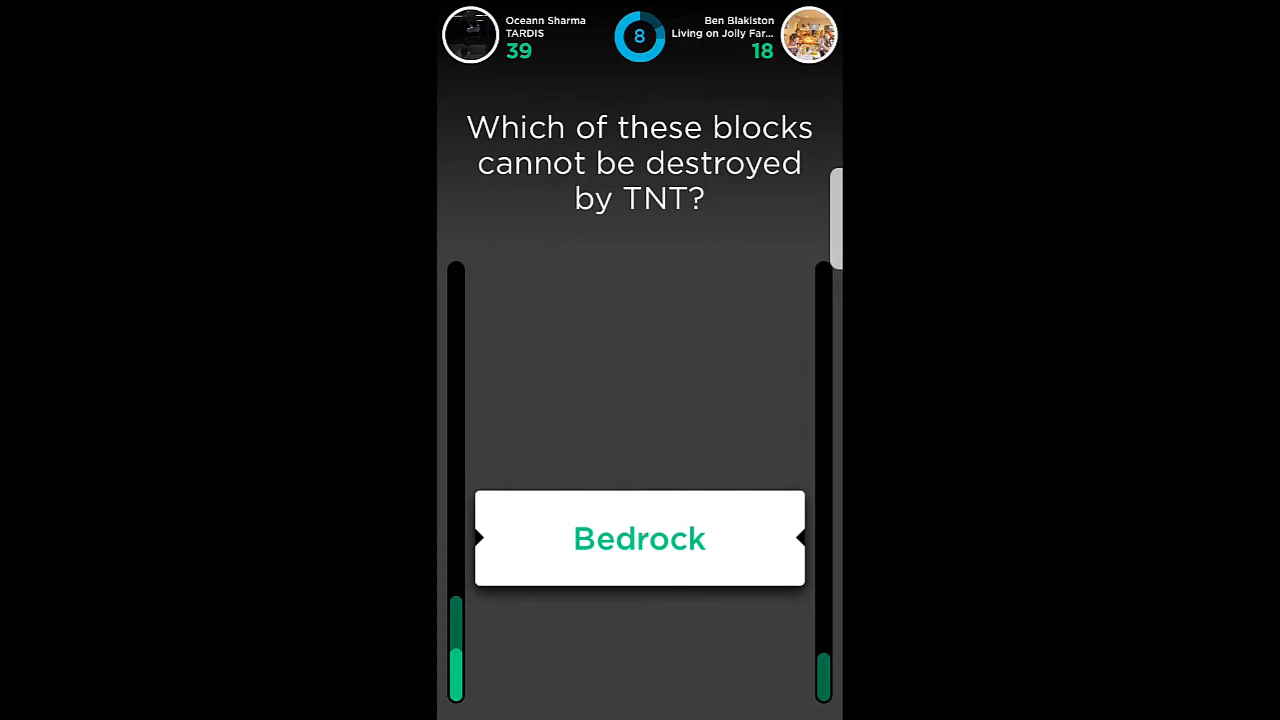 Oceann Sharma
TARDIS
39
8
Ben Blakiston
Living on Jolly Far...
18
Which of these blocks
cannot be destroyed
by TNT?
Bedrock